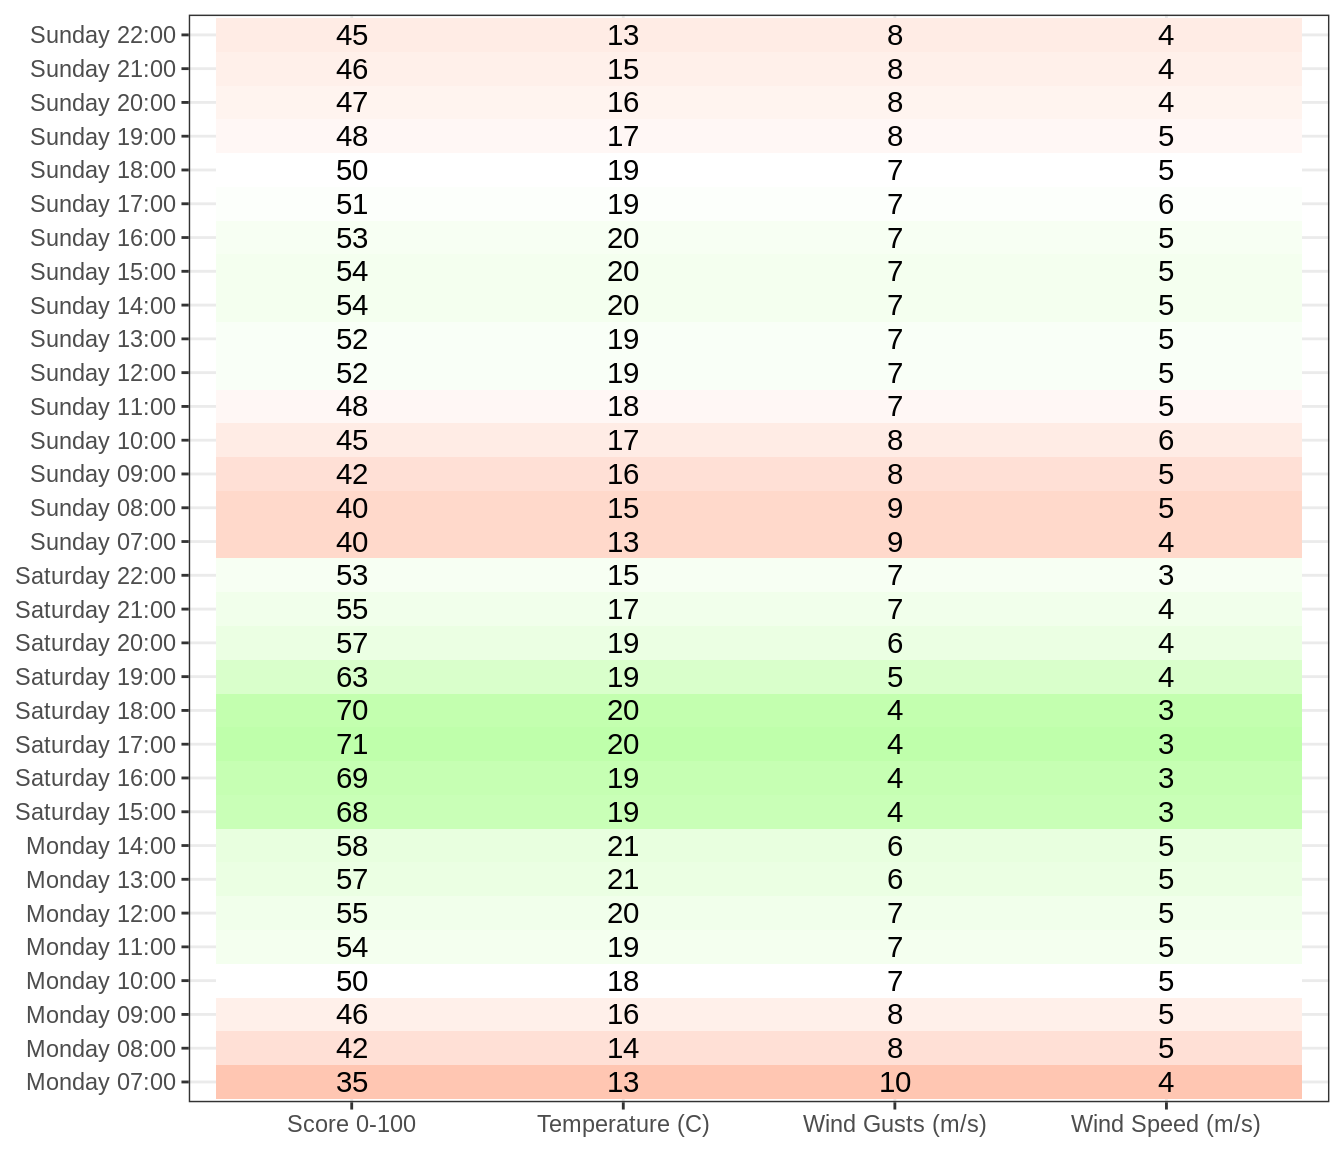 Sunday 22:00 45 13 8 4
Sunday 21:00 46 15 8 4
Sunday 20:00 47 16 8 4
Sunday 19:00 48 17 8 5
Sunday 18:00 50 19 7 5
Sunday 17:00 51 19 7 6
Sunday 16:00 53 20 7 5
Sunday 15:00 54 20 7 5
Sunday 14:00 54 20 7 5
Sunday 13:00 52 19 7 5
Sunday 12:00 52 19 7 5
Sunday 11:00 48 18 7 5
Sunday 10:00 45 17 8 6
Sunday 09:00 42 16 8 5
Sunday 08:00 40 15 9 5
Sunday 07:00 40 13 9 4
Saturday 22:00 53 15 7 3
Saturday 21:00 55 17 7 4
Saturday 20:00 57 19 6 4
Saturday 19:00 63 19 5 4
Saturday 18:00 70 20 4 3
Saturday 17:00 71 20 4 3
Saturday 16:00 69 19 4 3
Saturday 15:00 68 19 4 3
Monday 14:00 58 21 6 5
Monday 13:00 57 21 6 5
Monday 12:00 55 20 7 5
Monday 11:00 54 19 7 5
Monday 10:00 50 18 7 5
Monday 09:00 46 16 8 5
Monday 08:00 42 14 8 5
Monday 07:00 35 13 10 4
Score 0-100 Temperature (C) Wind Gusts (m/s) Wind Speed (m/s)